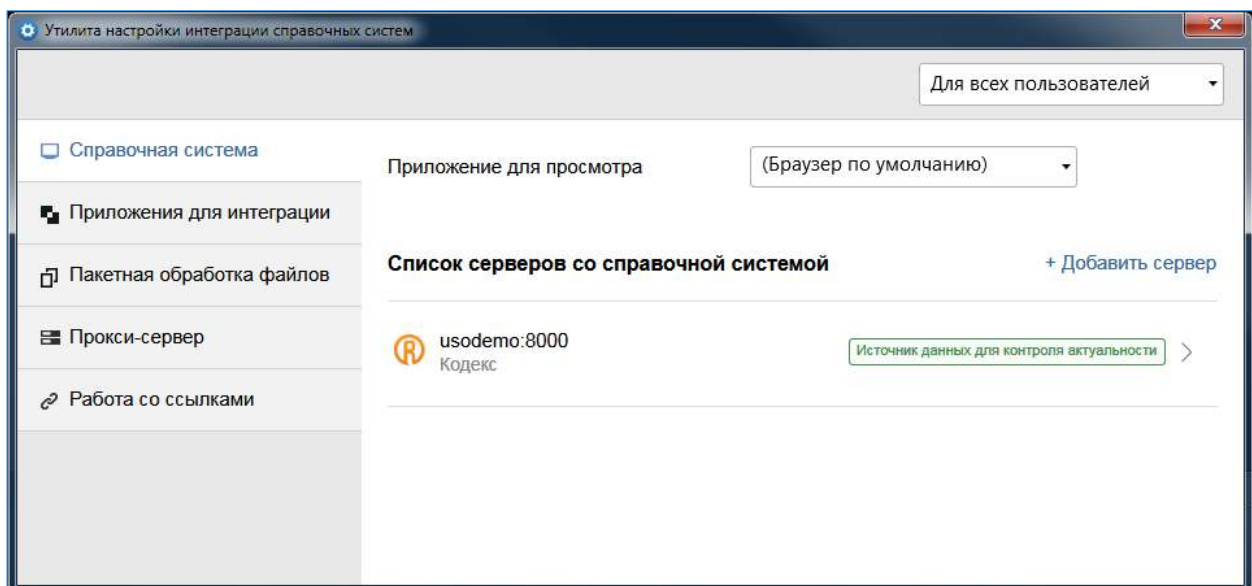 Утилита настройки интеграции справочных систем
Для всех пользователей
Справочная система
Приложения для интеграции
Пакетная обработка файлов
Прокси-сервер
Работа со ссылками
Приложение для просмотра
(Браузер по умолчанию)
Список серверов со справочной системой
+ Добавить сервер
usodemo:8000
Кодекс
Источник данных для контроля актуальности